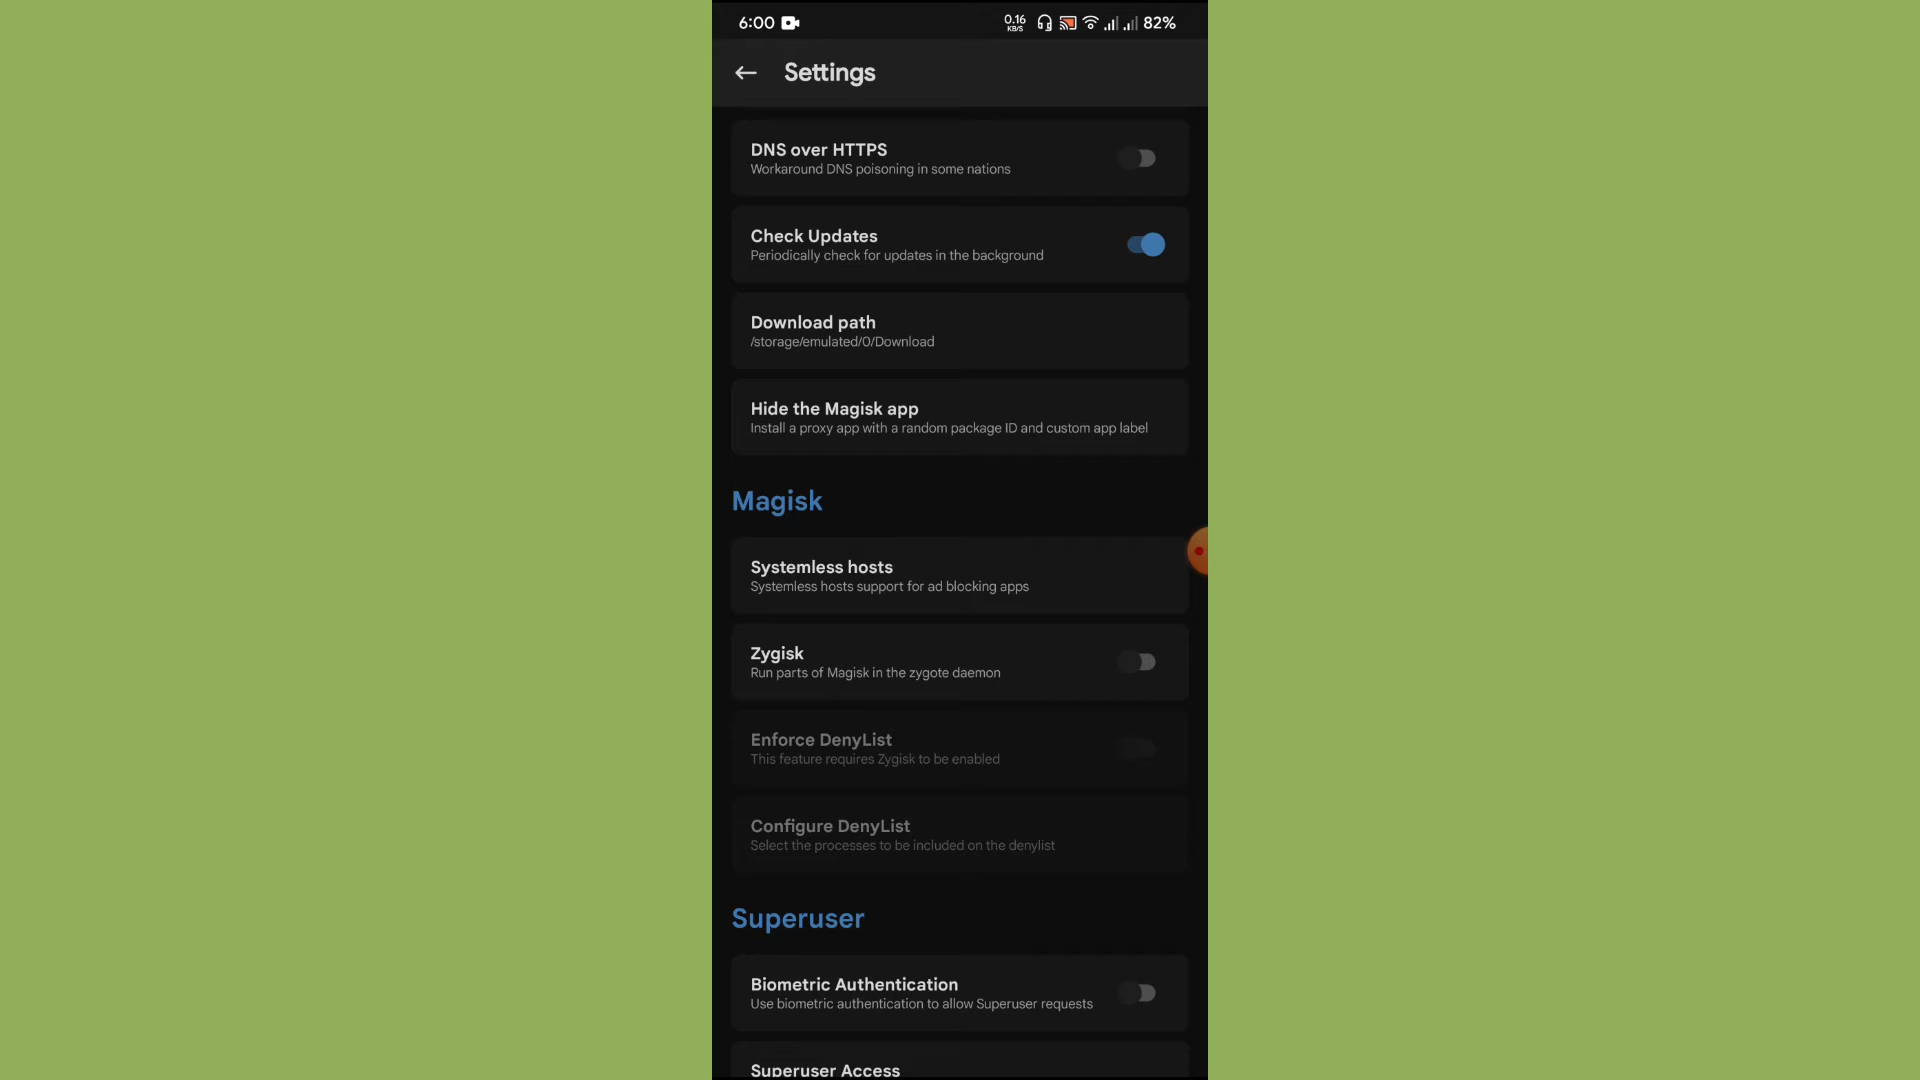 6:00 0.16 KB/S 82%
Settings
DNS over HTTPS
Workaround DNS poisoning in some nations
Check Updates
Periodically check for updates in the background
Download path
/storage/emulated/0/Download
Hide the Magisk app
Install a proxy app with a random package ID and custom app label
Magisk
Systemless hosts
Systemless hosts support for ad blocking apps
Zygisk
Run parts of Magisk in the zygote daemon
Enforce DenyList
This feature requires Zygisk to be enabled
Configure DenyList
Select the processes to be included on the denylist
Superuser
Biometric Authentication
Use biometric authentication to allow Superuser requests
Superuser Access